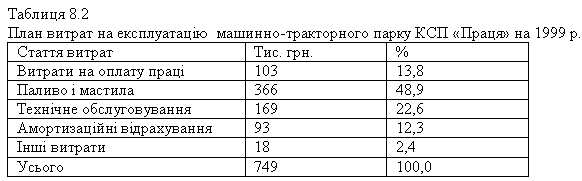 Таблиця 8.2
План витрат на експлуатацію машинно-тракторного парку КСП «Праця» на 1999 р.
Стаття витрат Тис. грн. %
Витрати на оплату праці 103 13,8
Паливо і мастила 366 48,9
Технічне обслуговування 169 22,6
Амортизаційні відрахування 93 12,3
Інші витрати 18 2,4
Усього 749 100,0